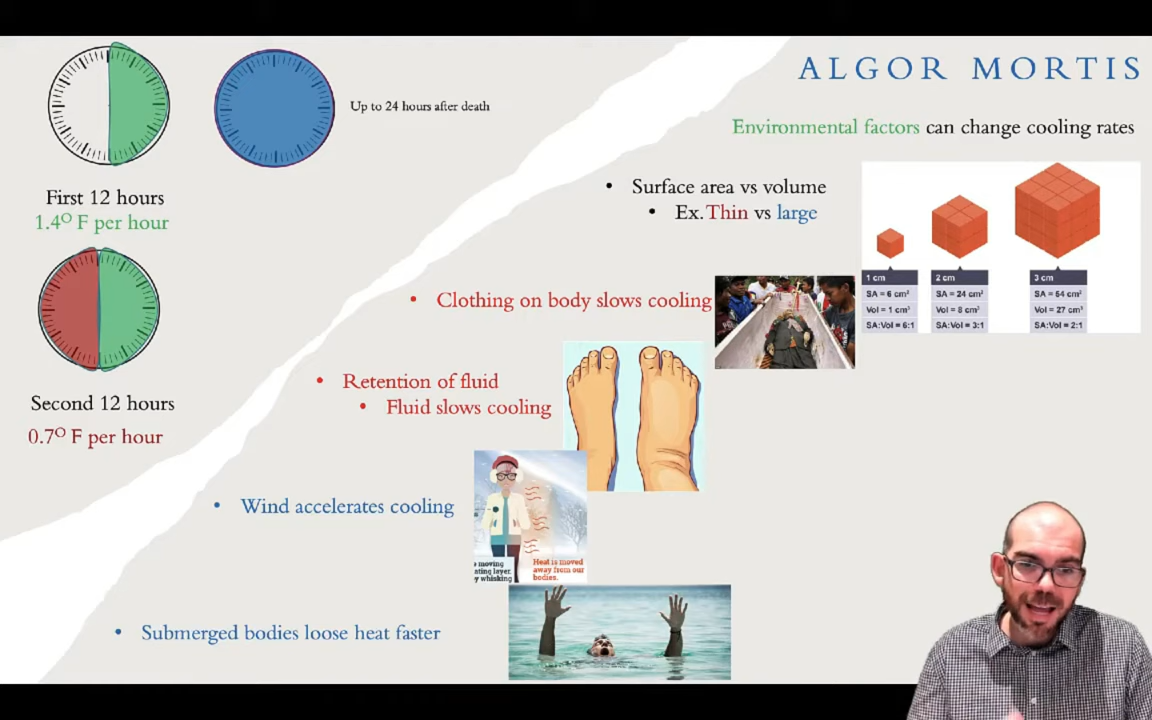 ALGOR MORTIS
Up to 24 hours after death
Environmental factors can change cooling rates
First 12 hours
1.4O F per hour
Second 12 hours
0.7O F per hour
• Surface area vs volume
• Ex. Thin vs large
1 cm
SA = 6 cm²
Vol = 1 cm³
SA:Vol = 6:1
2 cm
SA = 24 cm²
Vol = 8 cm³
SA:Vol = 3:1
3 cm
SA = 54 cm²
Vol = 27 cm³
SA:Vol = 2:1
• Clothing on body slows cooling
• Retention of fluid
• Fluid slows cooling
• Wind accelerates cooling
moving
layer.
whisking
Heat is moved
away from our
bodies.
• Submerged bodies loose heat faster